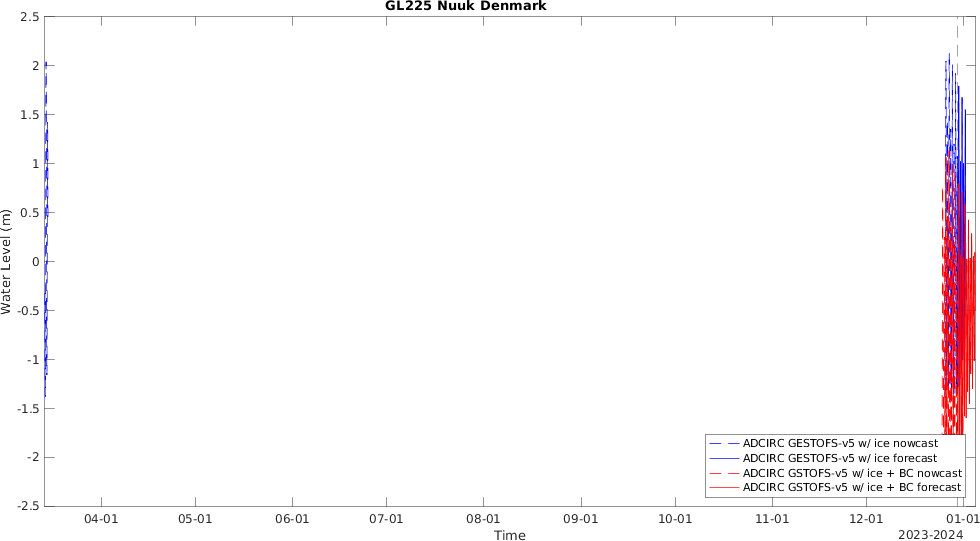 GL225 Nuuk Denmark
Water Level (m)
2.5
2
1.5
1
0.5
0
-0.5
-1
-1.5
-2
-2.5
ADCIRC GESTOFS-v5 w/ ice nowcast
ADCIRC GESTOFS-v5 w/ ice forecast
ADCIRC GSTOFS-v5 w/ ice + BC nowcast
ADCIRC GSTOFS-v5 w/ ice + BC forecast
04-01 05-01 06-01 07-01 08-01 09-01 10-01 11-01 12-01 01-01
Time
2023-2024